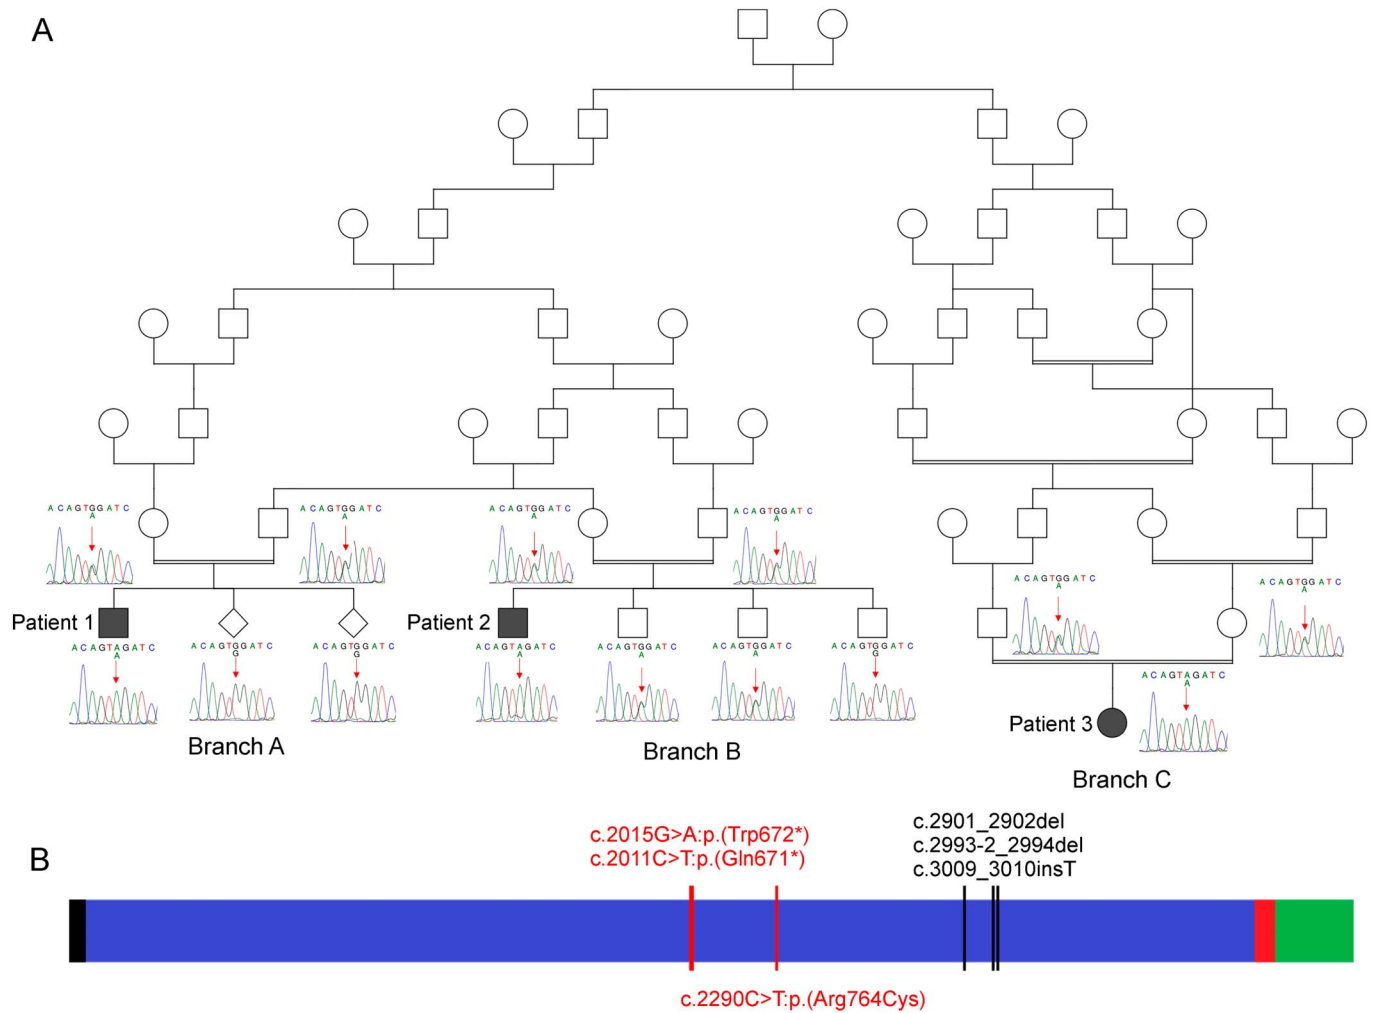 A
A C A G T G G A T C
A
A C A G T G G A T C
A
A C A G T G G A T C
A
A C A G T G G A T C
A
A C A G T G G A T C
A
A C A G T G G A T C
A
Patient 1
Patient 2
A C A G T A G A T C
A
A C A G T G G A T C
G
A C A G T G G A T C
G
A C A G T A G A T C
A
A C A G T G G A T C
A
A C A G T G G A T C
A
A C A G T G G A T C
G
A C A G T A G A T C
A
Patient 3
Branch A
Branch B
Branch C
B
c.2015G>A:p.(Trp672*)
c.2011C>T:p.(Gln671*)
c.2901_2902del
c.2993-2_2994del
c.3009_3010insT
c.2290C>T:p.(Arg764Cys)